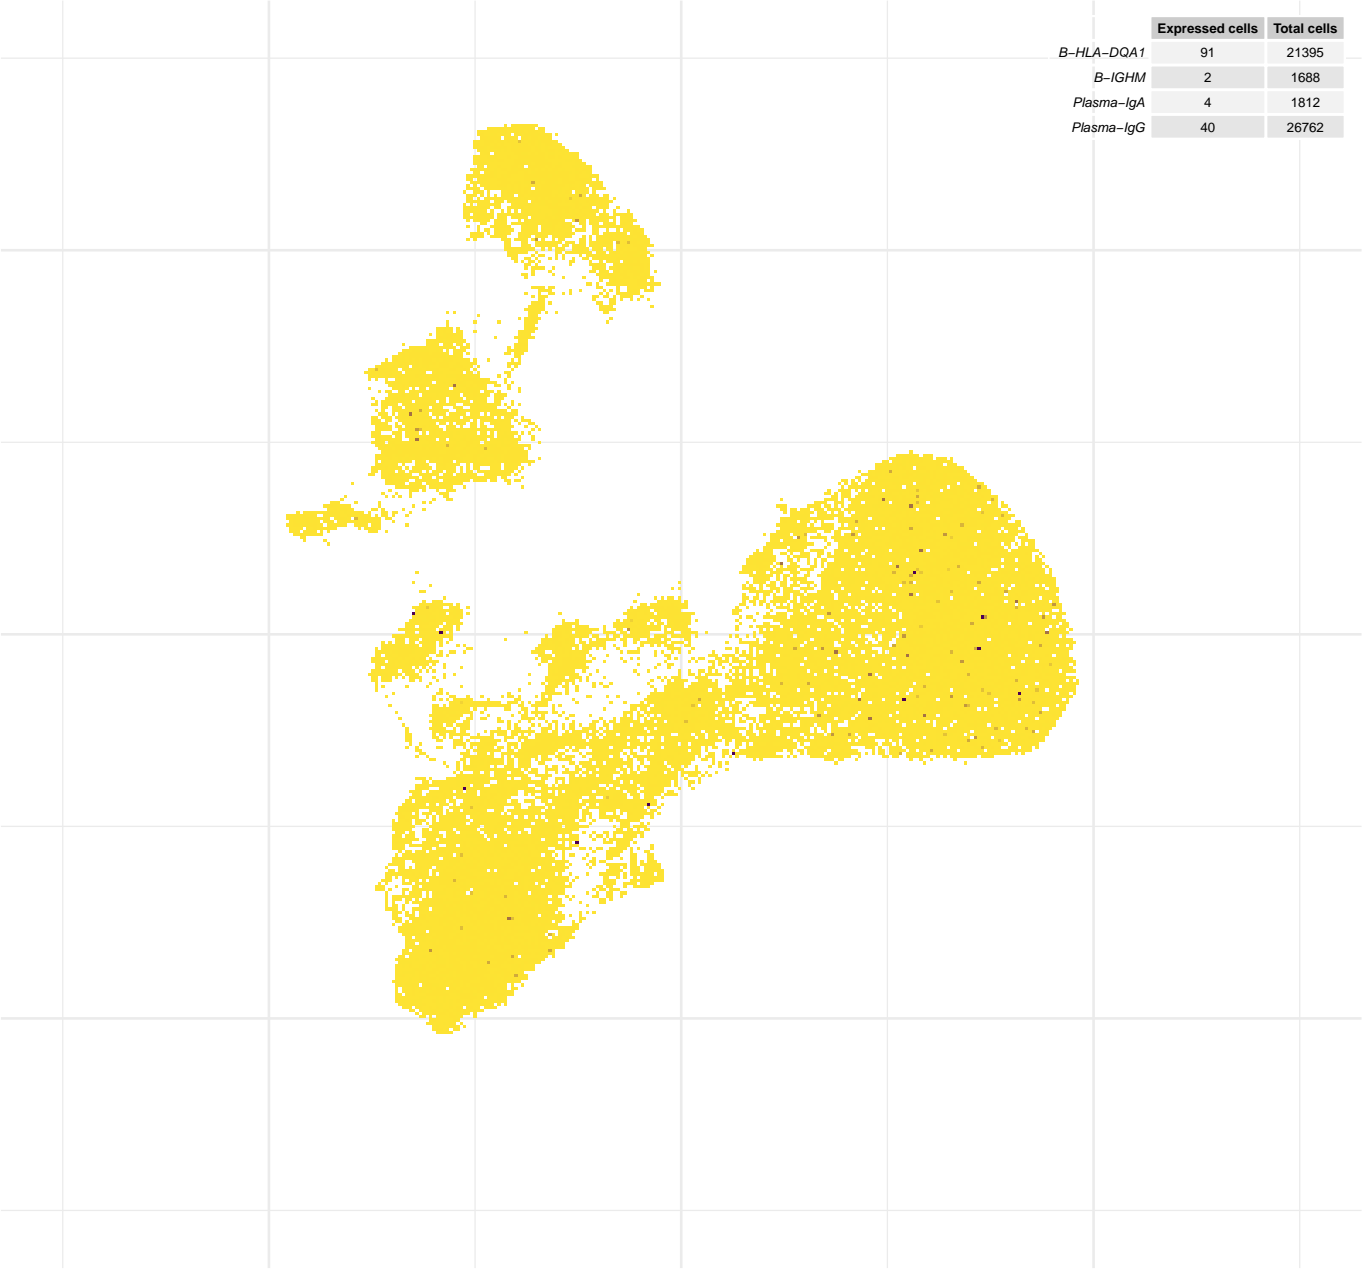 Expressed cells Total cells
B−HLA−DQA1 91 21395
B−IGHM 2 1688
Plasma−IgA 4 1812
Plasma−IgG 40 26762